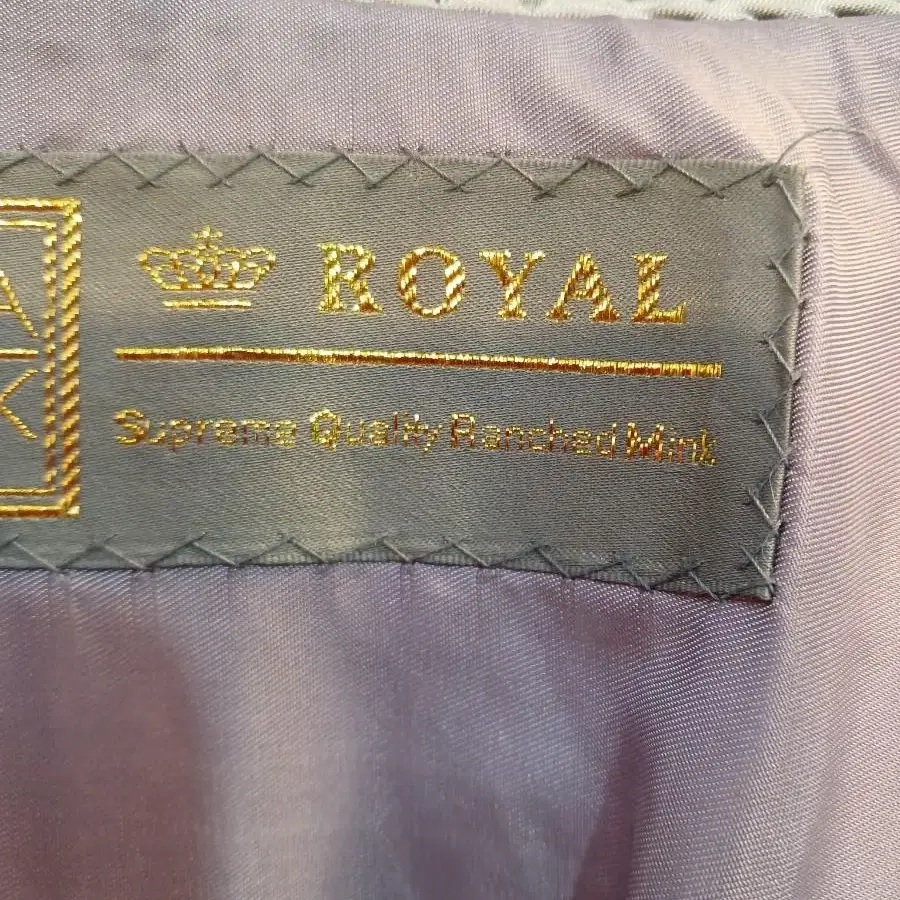 A
K
ROYAL
Supreme Quality Ranched Mink